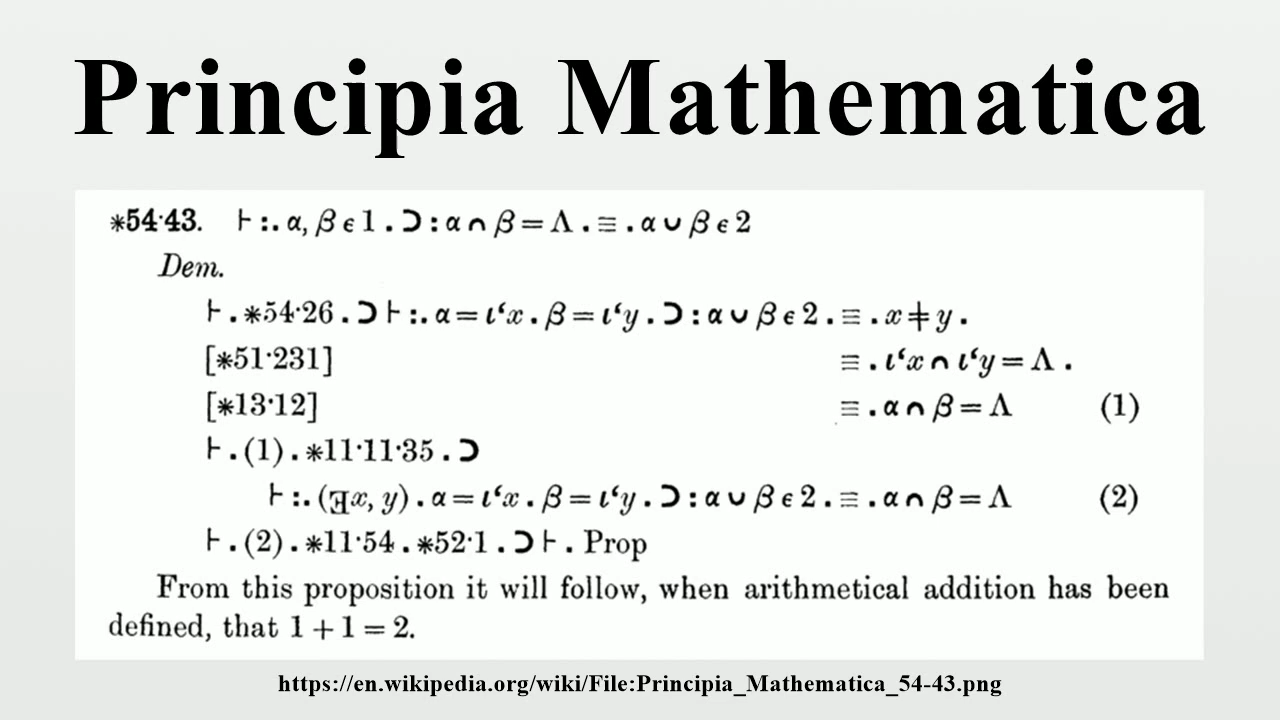 Principia Mathematica
∗54·43. ⊢ :. α, β ϵ 1 . ⊃ : α ∩ β = Λ . ≡ . α ∪ β ϵ 2
Dem.
⊢ . ∗54·26 . ⊃ ⊢ :. α = ι‘x . β = ι‘y . ⊃ : α ∪ β ϵ 2 . ≡ . x ≠ y .
[∗51·231] ≡ . ι‘x ∩ ι‘y = Λ .
[∗13·12] ≡ . α ∩ β = Λ (1)
⊢ . (1) . ∗11·11·35 . ⊃
⊢ :. (∃x, y) . α = ι‘x . β = ι‘y . ⊃ : α ∪ β ϵ 2 . ≡ . α ∩ β = Λ (2)
⊢ . (2) . ∗11·54 . ∗52·1 . ⊃ ⊢ . Prop
From this proposition it will follow, when arithmetical addition has been
defined, that 1 + 1 = 2.
https://en.wikipedia.org/wiki/File:Principia_Mathematica_54-43.png